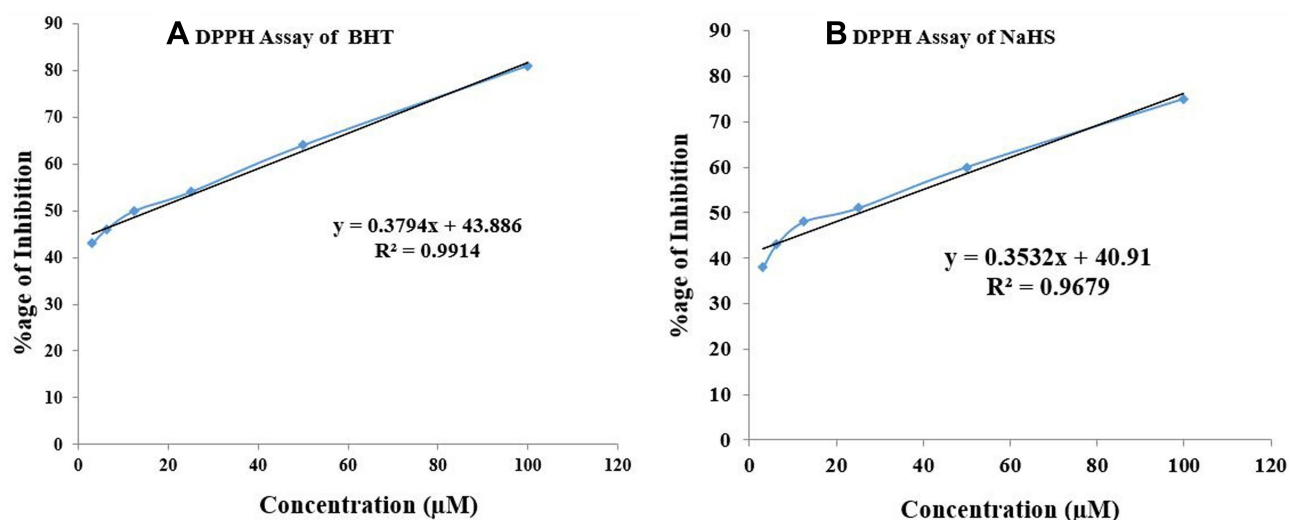 A DPPH Assay of BHT
%age of Inhibition
90
80
70
60
50
40
30
20
10
0
y = 0.3794x + 43.886
R² = 0.9914
0 20 40 60 80 100 120
Concentration (µM)
B DPPH Assay of NaHS
%age of Inhibition
90
80
70
60
50
40
30
20
10
0
y = 0.3532x + 40.91
R² = 0.9679
0 20 40 60 80 100 120
Concentration (µM)